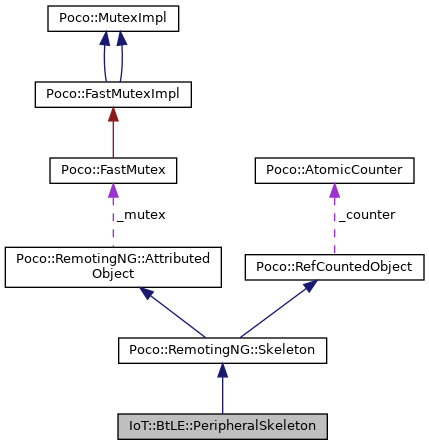 Poco::MutexImpl
Poco::FastMutexImpl
Poco::FastMutex
Poco::AtomicCounter
_mutex
_counter
Poco::RemotingNG::Attributed
Object
Poco::RefCountedObject
Poco::RemotingNG::Skeleton
IoT::BtLE::PeripheralSkeleton